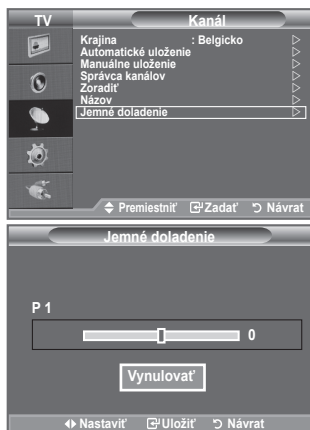 TV Kanál
Krajina : Belgicko
Automatické uloženie
Manuálne uloženie
Správca kanálov
Zoradiť
Názov
Jemné doladenie
Premiestniť Zadať Návrat
Jemné doladenie
P 1
0
Vynulovať
Nastaviť Uložiť Návrat